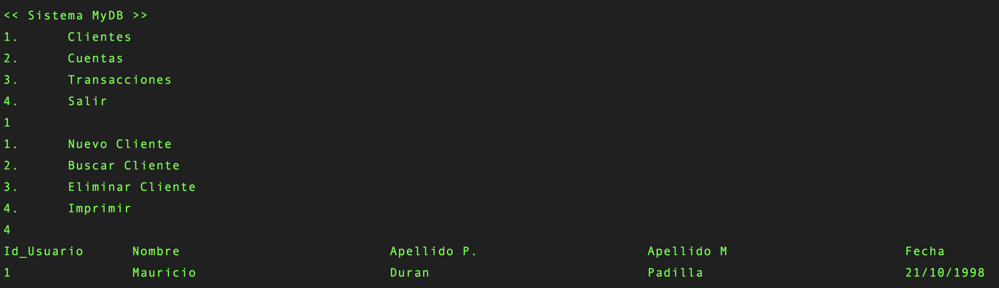 << Sistema MyDB >>
1. Clientes
2. Cuentas
3. Transacciones
4. Salir
1
1. Nuevo Cliente
2. Buscar Cliente
3. Eliminar Cliente
4. Imprimir
4
Id_Usuario Nombre Apellido P. Apellido M Fecha
1 Mauricio Duran Padilla 21/10/1998